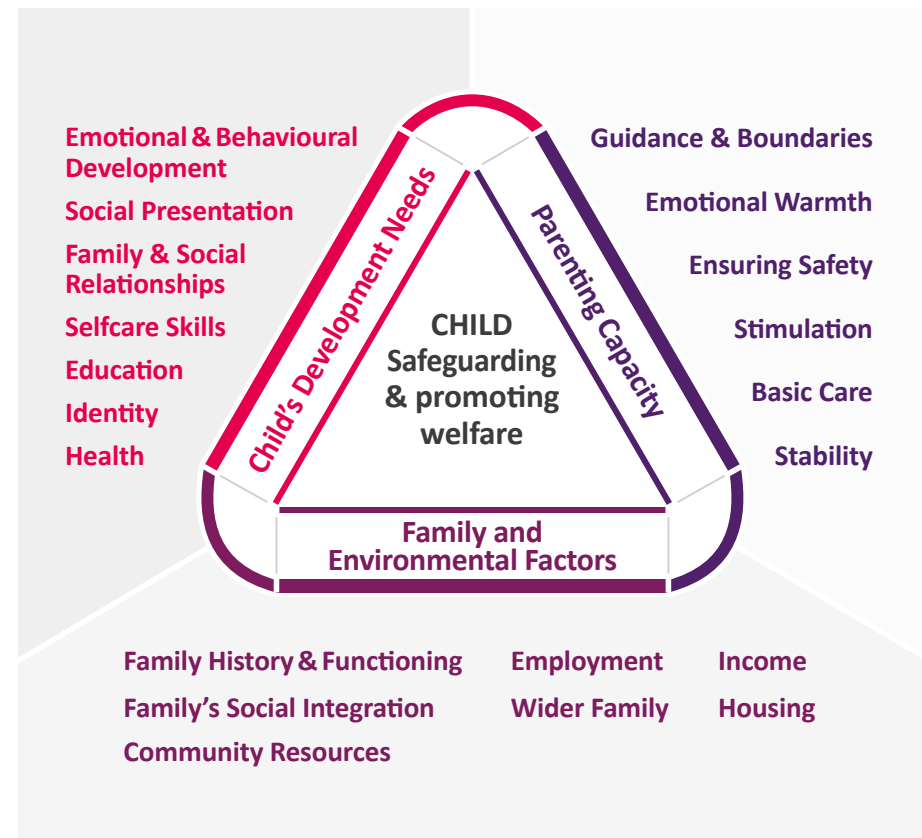 Emotional & Behavioural
Development
Social Presentation
Family & Social
Relationships
Selfcare Skills
Education
Identity
Health
Child's Development Needs
CHILD
Safeguarding
& promoting
welfare
Parenting Capacity
Guidance & Boundaries
Emotional Warmth
Ensuring Safety
Stimulation
Basic Care
Stability
Family and
Environmental Factors
Family History & Functioning
Employment
Income
Family's Social Integration
Wider Family
Housing
Community Resources